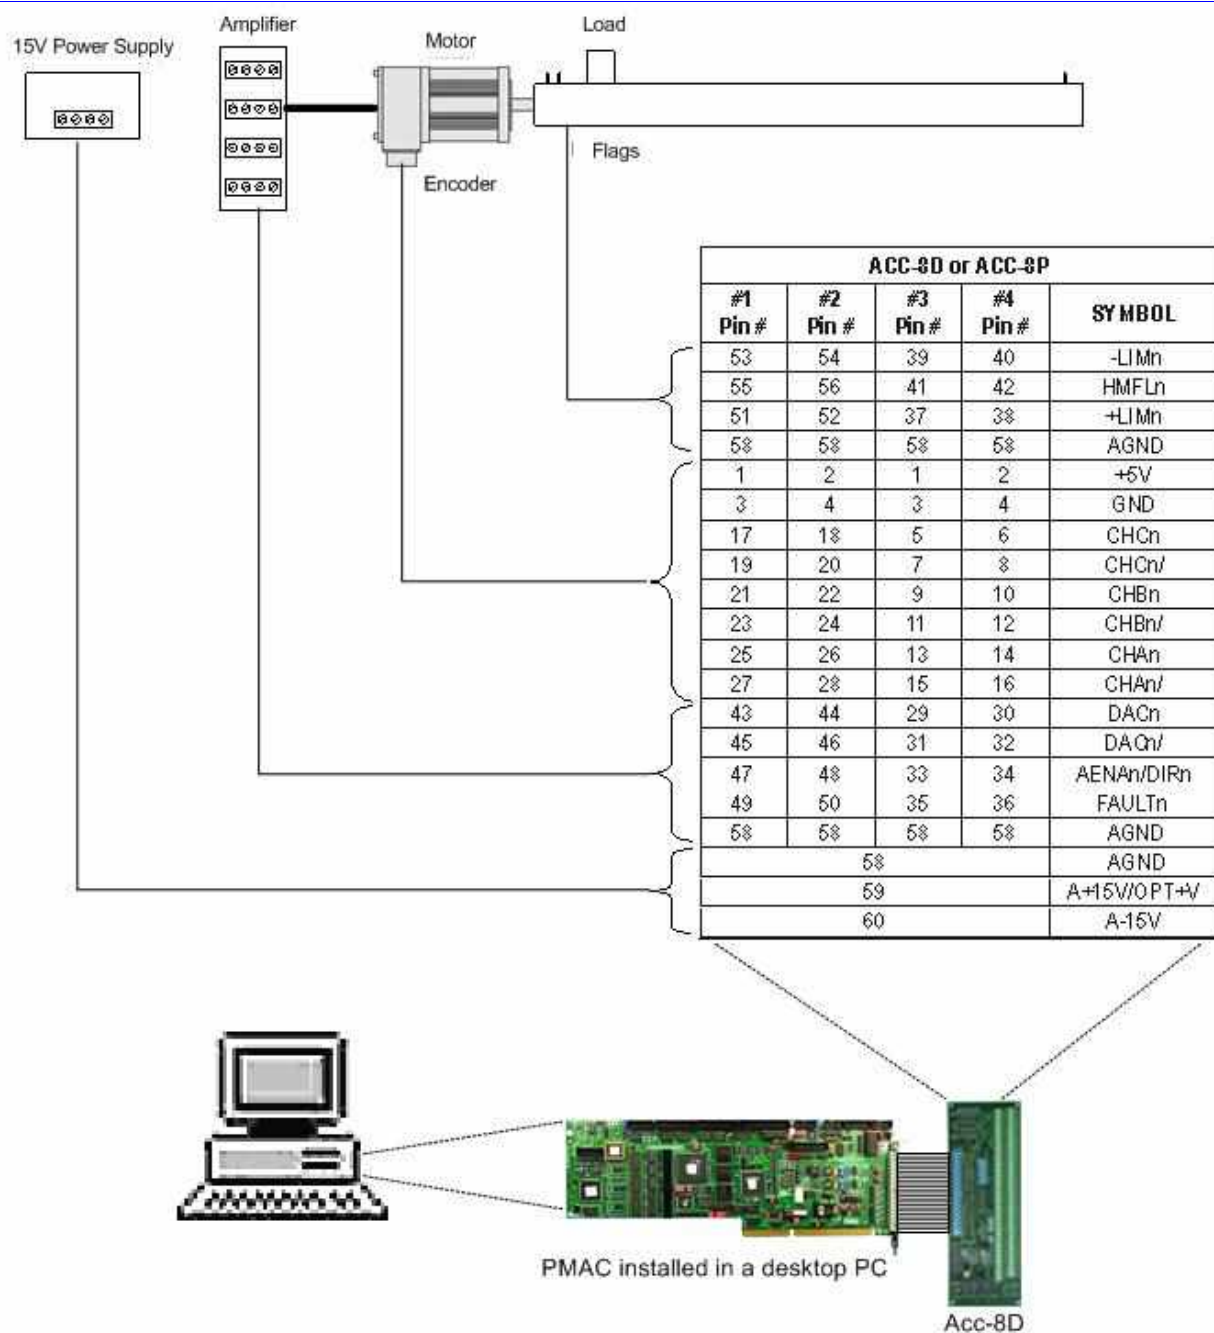 Amplifier
Load
Motor
15V Power Supply
Flags
Encoder
ACC-8D or ACC-8P
#1 Pin # #2 Pin # #3 Pin # #4 Pin # SYMBOL
53 54 39 40 -LIMn
55 56 41 42 HMFLn
51 52 37 38 +LIMn
58 58 58 58 AGND
1 2 1 2 +5V
3 4 3 4 GND
17 18 5 6 CHCn
19 20 7 8 CHCn/
21 22 9 10 CHBn
23 24 11 12 CHBn/
25 26 13 14 CHAn
27 28 15 16 CHAn/
43 44 29 30 DACn
45 46 31 32 DACn/
47 48 33 34 AENAn/DIRn
49 50 35 36 FAULTn
58 58 58 58 AGND
58 AGND
59 A+15V/OPT+V
60 A-15V
PMAC installed in a desktop PC
Acc-8D